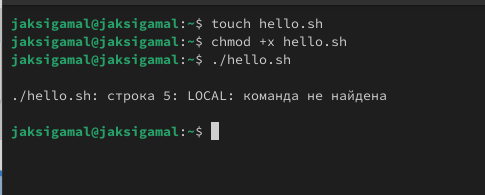 jaksigamal@jaksigamal:~$ touch hello.sh
jaksigamal@jaksigamal:~$ chmod +x hello.sh
jaksigamal@jaksigamal:~$ ./hello.sh
./hello.sh: строка 5: LOCAL: команда не найдена
jaksigamal@jaksigamal:~$